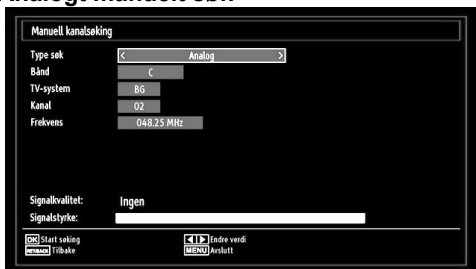 Manuell kanalsøking
Type søk < Analog >
Bånd C
TV-system BG
Kanal 02
Frekvens 048.25 MHz
Signalkvalitet: Ingen
Signalstyrke:
OK Start søking
Endre verdi
Tilbake
MENU Avslutt